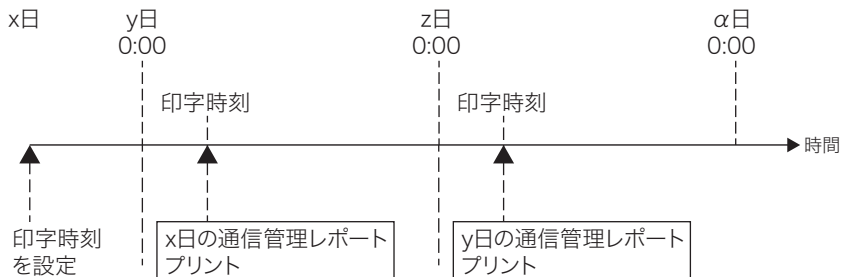 x日
y日
0:00
z日
0:00
α日
0:00
印字時刻
印字時刻
時間
印字時刻
を設定
x日の通信管理レポート
プリント
y日の通信管理レポート
プリント